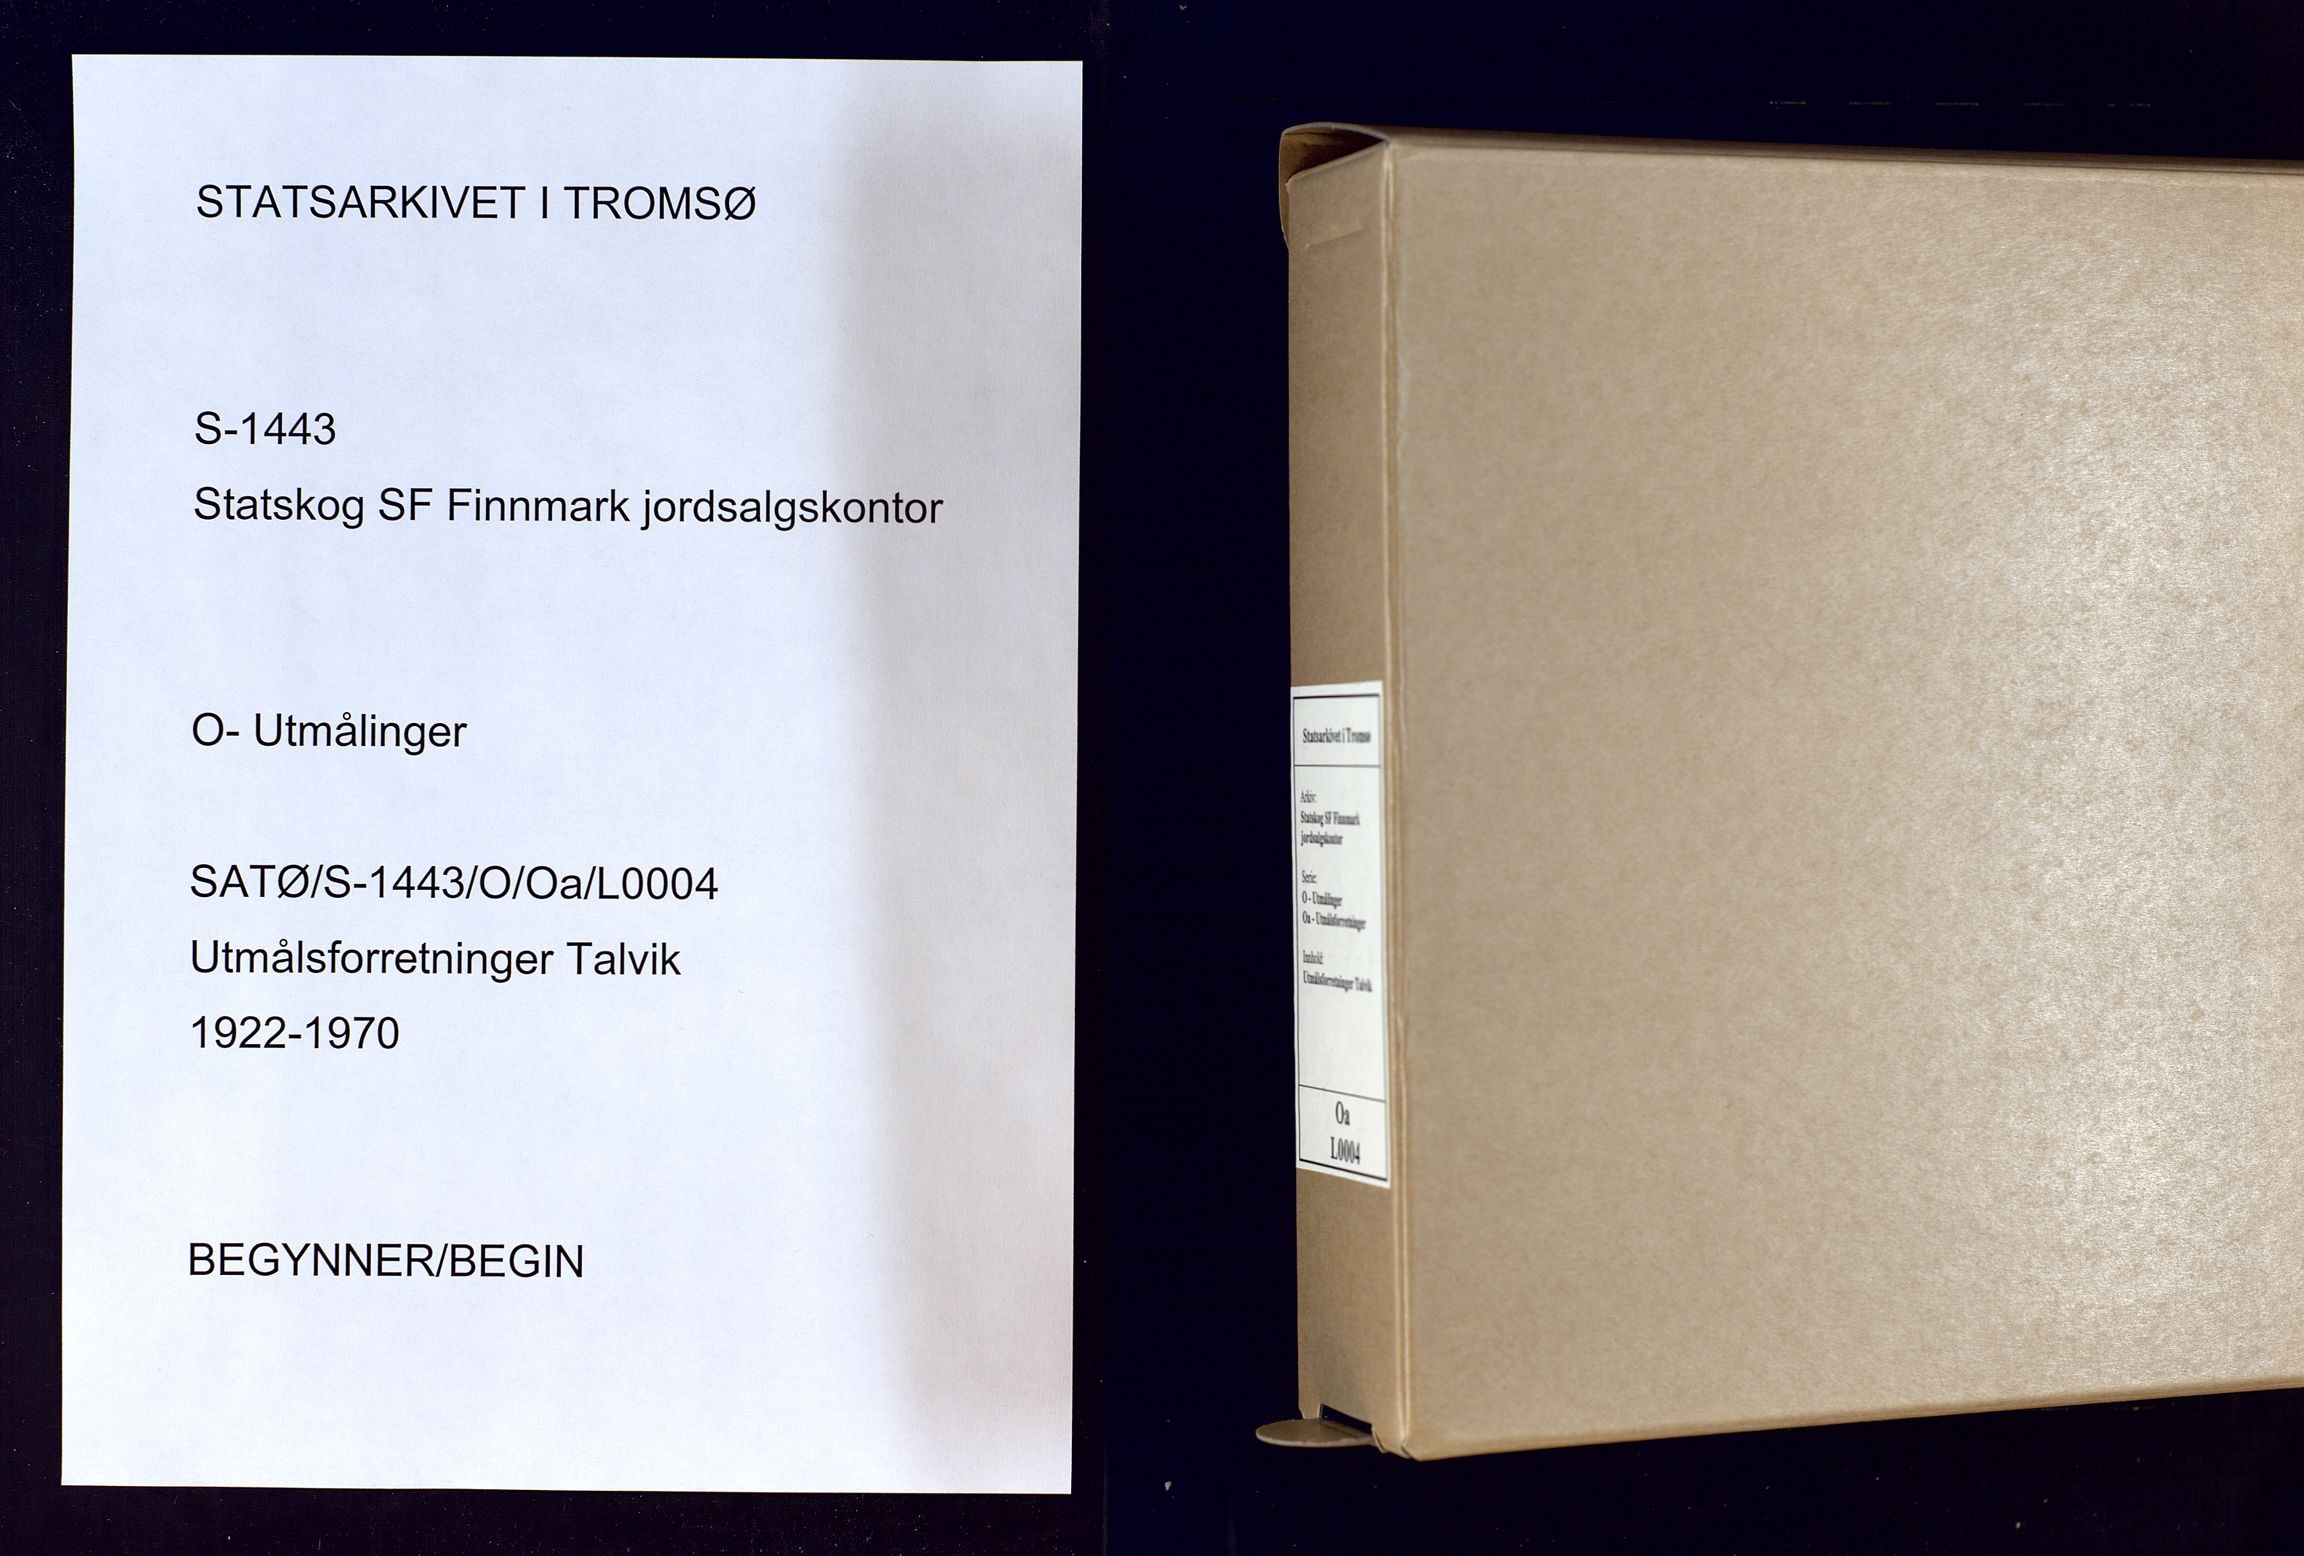 STATSARKIVET I TROMSØ
S-1443
Statskog SF Finnmark jordsalgskontor
O- Utmålinger
SATØ/S-1443/O/Oa/L0004
Utmålsforretninger Talvik
1922-1970
BEGYNNER/BEGIN
Statsarkivet i Tromsø
Arkiv:
Statskog SF Finnmark
jordsalgskontor
Serie:
O - Utmålinger
Oa - Utmålsforretninger
Innhold:
Utmålsforretninger Talvik
Oa
L0004